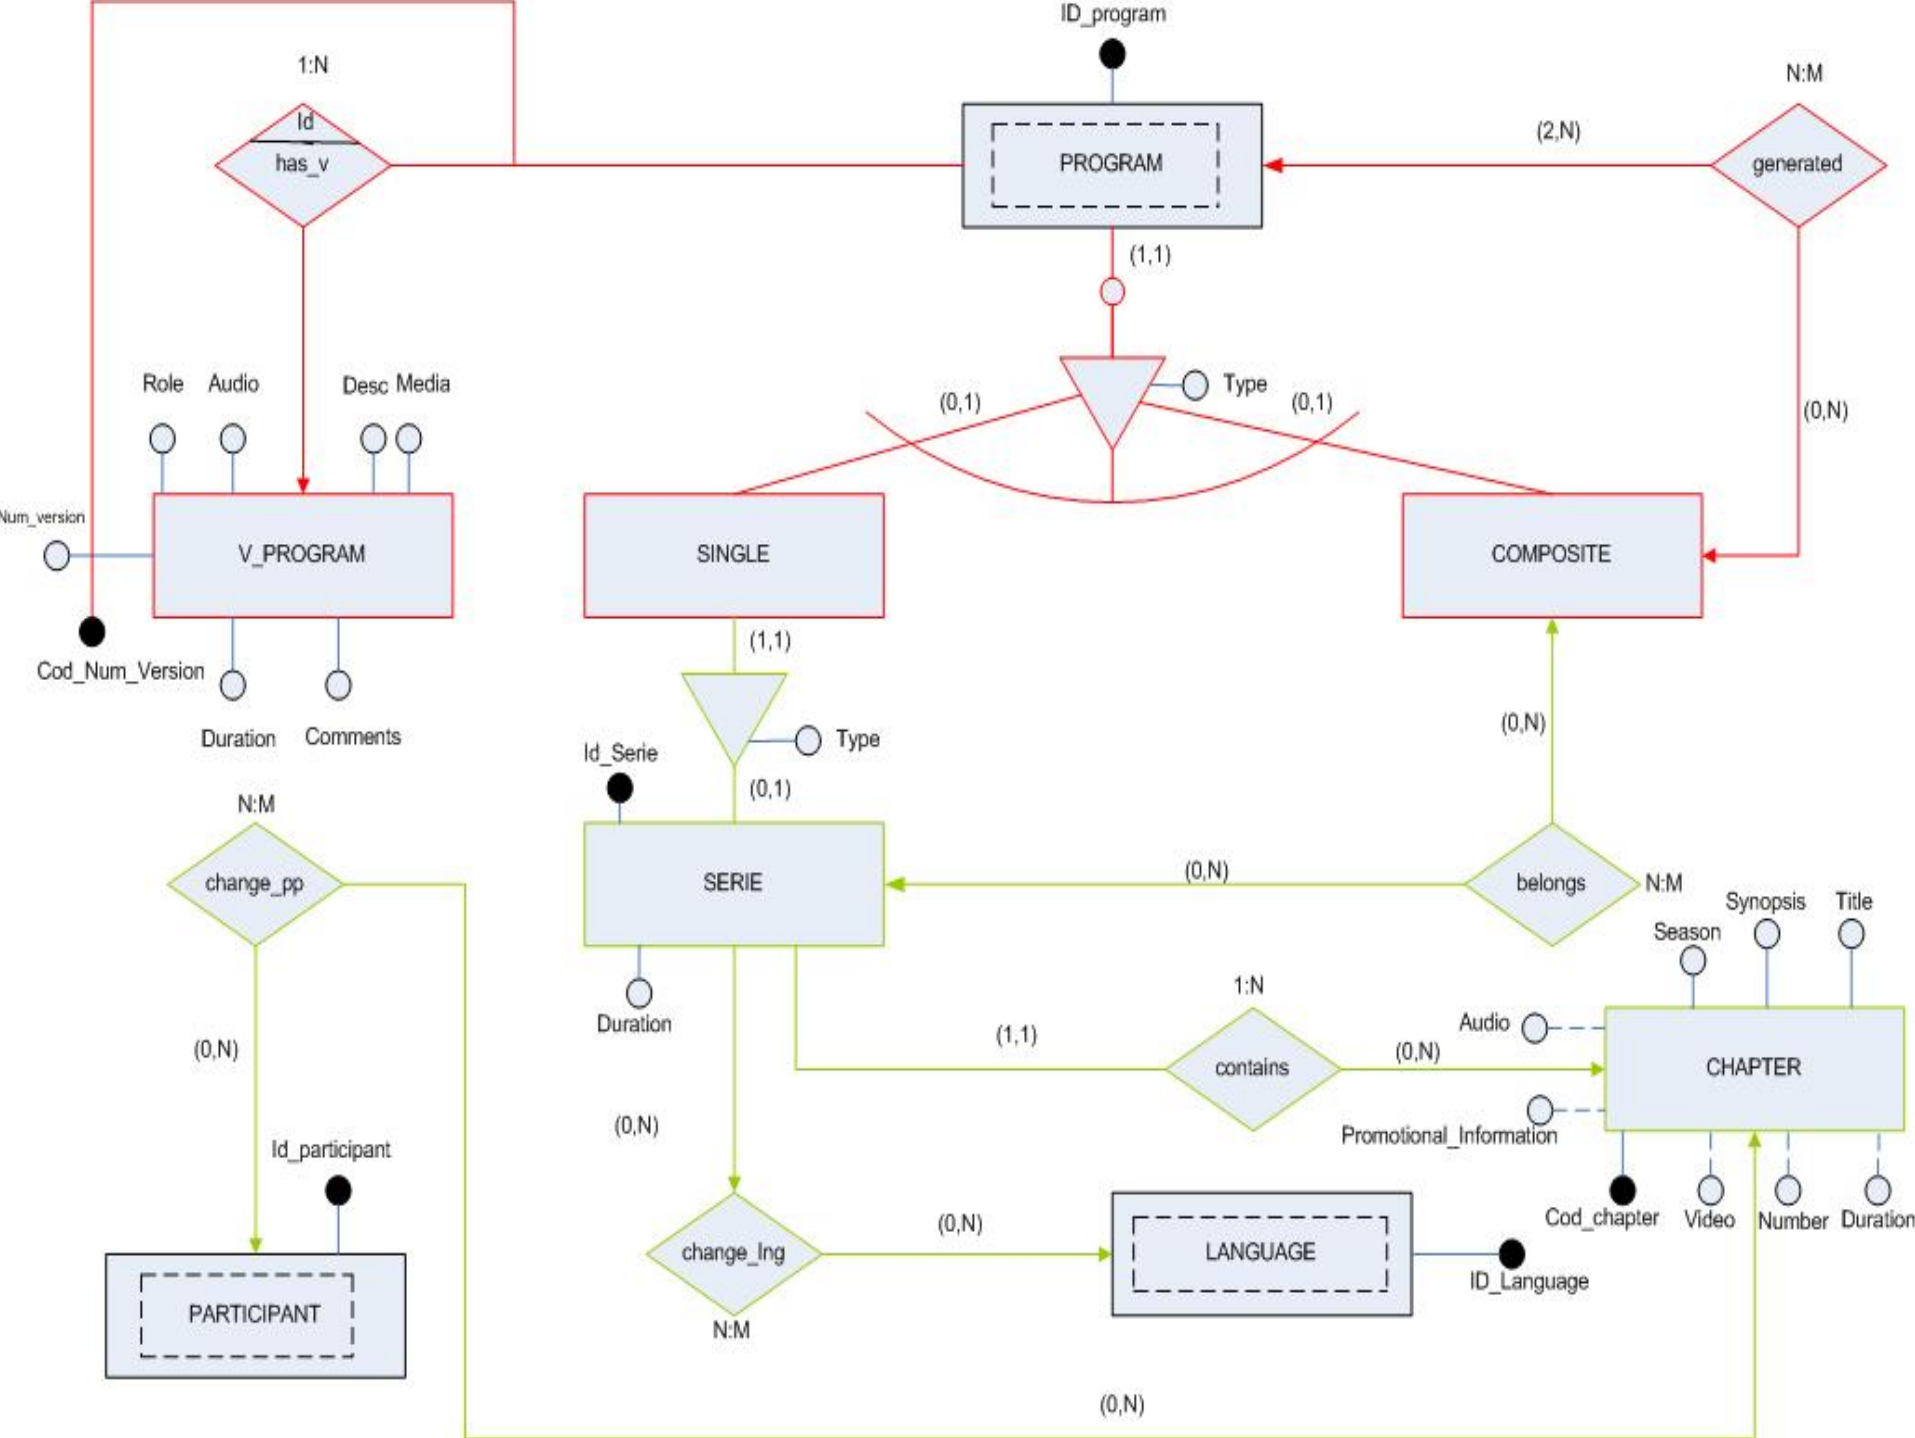 ID_program
1:N
N:M
Id
has_v
PROGRAM
(2,N)
generated
(1,1)
Role
Audio
Desc
Media
(0,1)
Type
(0,1)
(0,N)
Num_version
V_PROGRAM
SINGLE
COMPOSITE
(1,1)
Cod_Num_Version
Duration
Comments
Type
Id_Serie
(0,1)
(0,N)
N:M
change_pp
SERIE
(0,N)
belongs
N:M
Synopsis
Title
Season
Duration
1:N
Audio
(0,N)
(1,1)
contains
(0,N)
CHAPTER
(0,N)
Promotional_Information
Id_participant
Cod_chapter
Video
Number
Duration
change_lng
(0,N)
LANGUAGE
ID_Language
PARTICIPANT
N:M
(0,N)